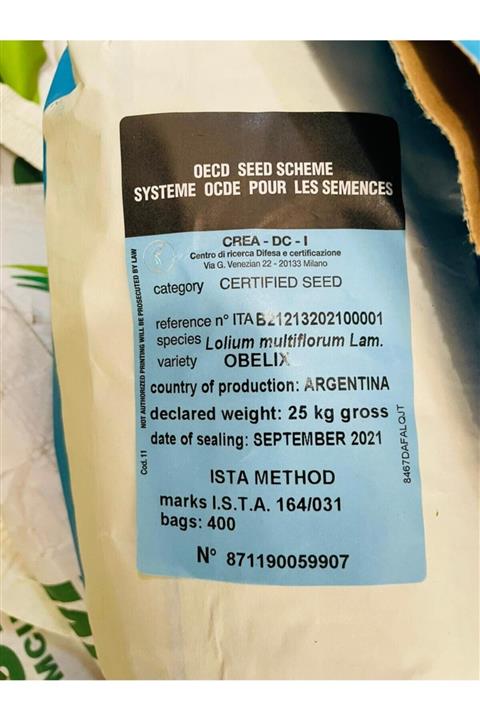 OECD SEED SCHEME
SYSTEME OCDE POUR LES SEMENCES
CREA - DC - I
Centro di ricerca Difesa e certificazione
Via G. Venezian 22 - 20133 Milano
category CERTIFIED SEED
reference n° ITAB21213202100001
species Lolium multiflorum Lam.
variety OBELIX
country of production: ARGENTINA
declared weight: 25 kg gross
date of sealing: SEPTEMBER 2021
ISTA METHOD
marks I.S.T.A. 164/031
bags: 400
N° 871190059907
Cod. 11 NOT AUTHORIZED PRINTING WILL BE PROSECUTED BY LAW
8467DAFALQJT